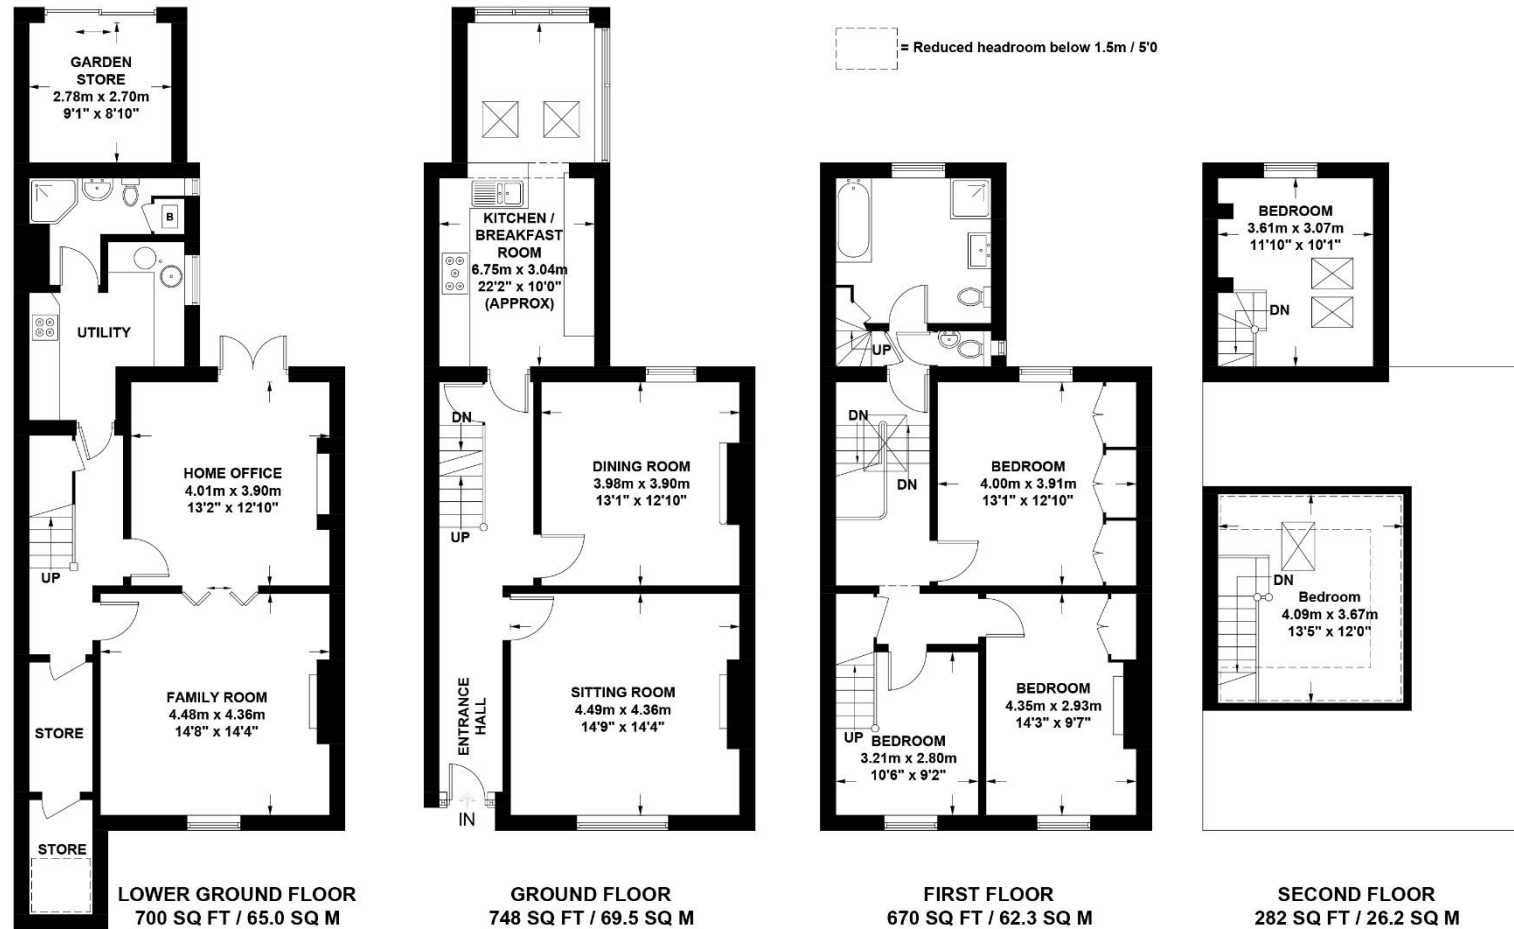 = Reduced headroom below 1.5m / 5'0
GARDEN
STORE
2.78m x 2.70m
9'1" x 8'10"
B
UTILITY
HOME OFFICE
4.01m x 3.90m
13'2" x 12'10"
UP
FAMILY ROOM
4.48m x 4.36m
14'8" x 14'4"
STORE
STORE
LOWER GROUND FLOOR
700 SQ FT / 65.0 SQ M
KITCHEN /
BREAKFAST
ROOM
6.75m x 3.04m
22'2" x 10'0"
(APPROX)
DN
DINING ROOM
3.98m x 3.90m
13'1" x 12'10"
UP
SITTING ROOM
4.49m x 4.36m
14'9" x 14'4"
ENTRANCE
HALL
IN
GROUND FLOOR
748 SQ FT / 69.5 SQ M
UP
DN
DN
BEDROOM
4.00m x 3.91m
13'1" x 12'10"
BEDROOM
4.35m x 2.93m
14'3" x 9'7"
UP
BEDROOM
3.21m x 2.80m
10'6" x 9'2"
FIRST FLOOR
670 SQ FT / 62.3 SQ M
BEDROOM
3.61m x 3.07m
11'10" x 10'1"
DN
DN
Bedroom
4.09m x 3.67m
13'5" x 12'0"
SECOND FLOOR
282 SQ FT / 26.2 SQ M